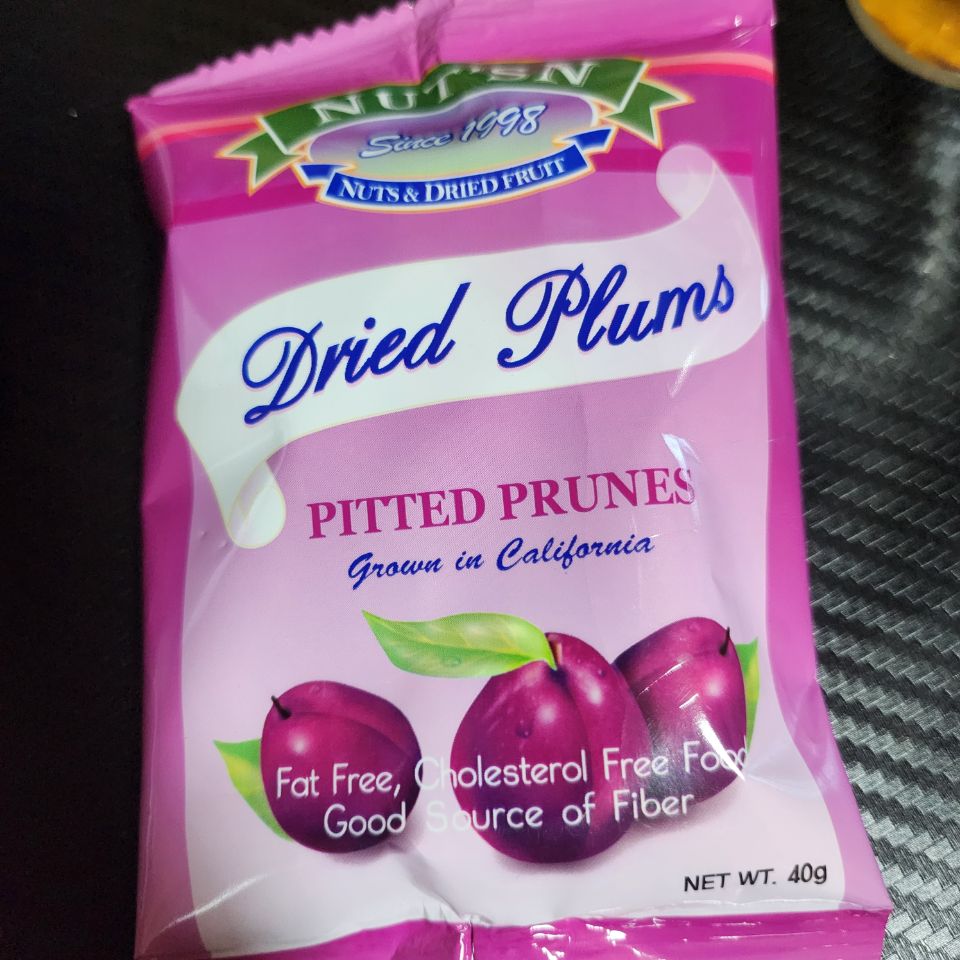 NUT'SN
Since 1998
NUTS & DRIED FRUIT
Dried Plums
PITTED PRUNES
Grown in California
Fat Free, Cholesterol Free Food
Good Source of Fiber
NET WT. 40g